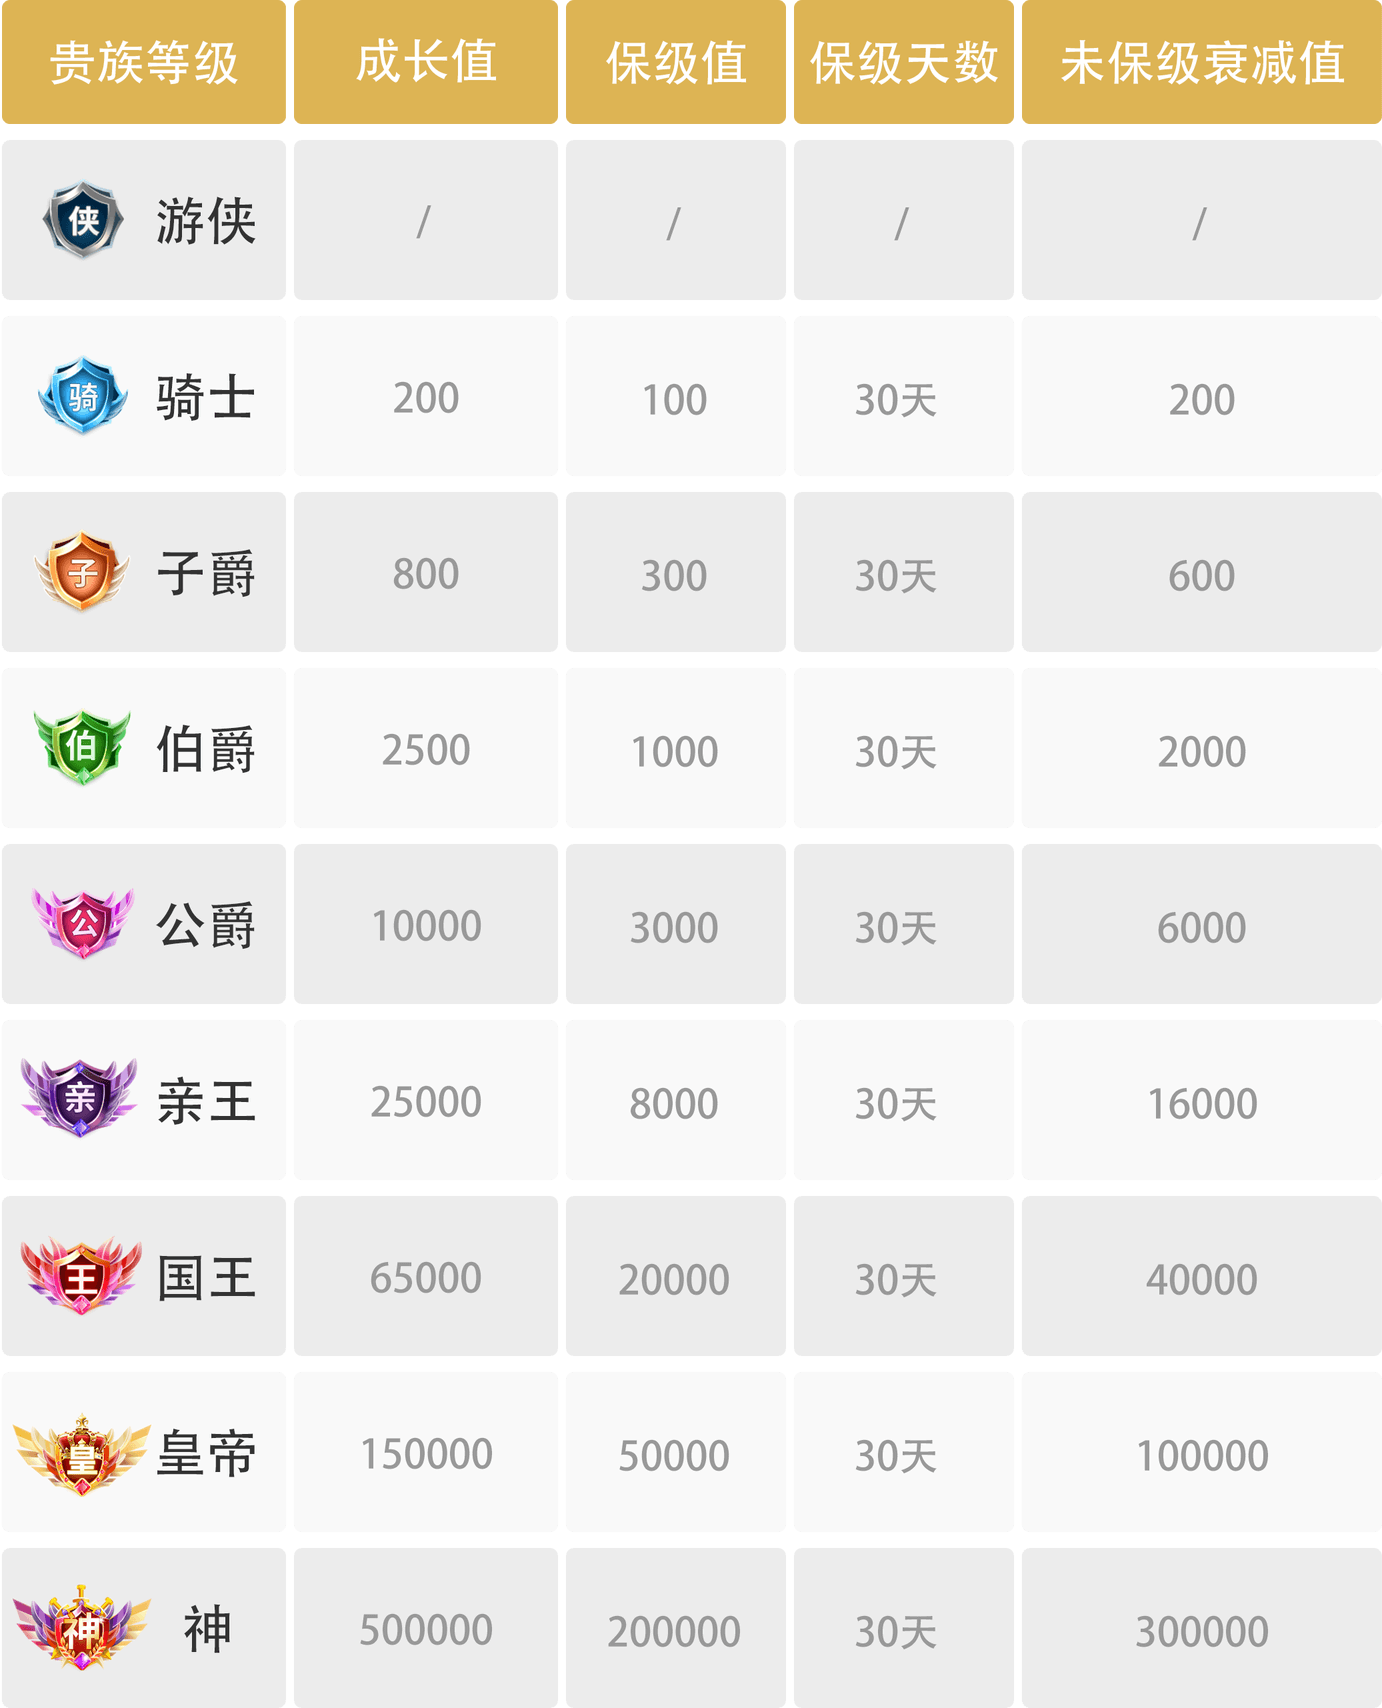 贵族等级 成长值 保级值 保级天数 未保级衰减值
侠 游侠 / / / /
骑 骑士 200 100 30天 200
子 子爵 800 300 30天 600
伯 伯爵 2500 1000 30天 2000
公 公爵 10000 3000 30天 6000
亲 亲王 25000 8000 30天 16000
王 国王 65000 20000 30天 40000
皇 皇帝 150000 50000 30天 100000
神 神 500000 200000 30天 300000